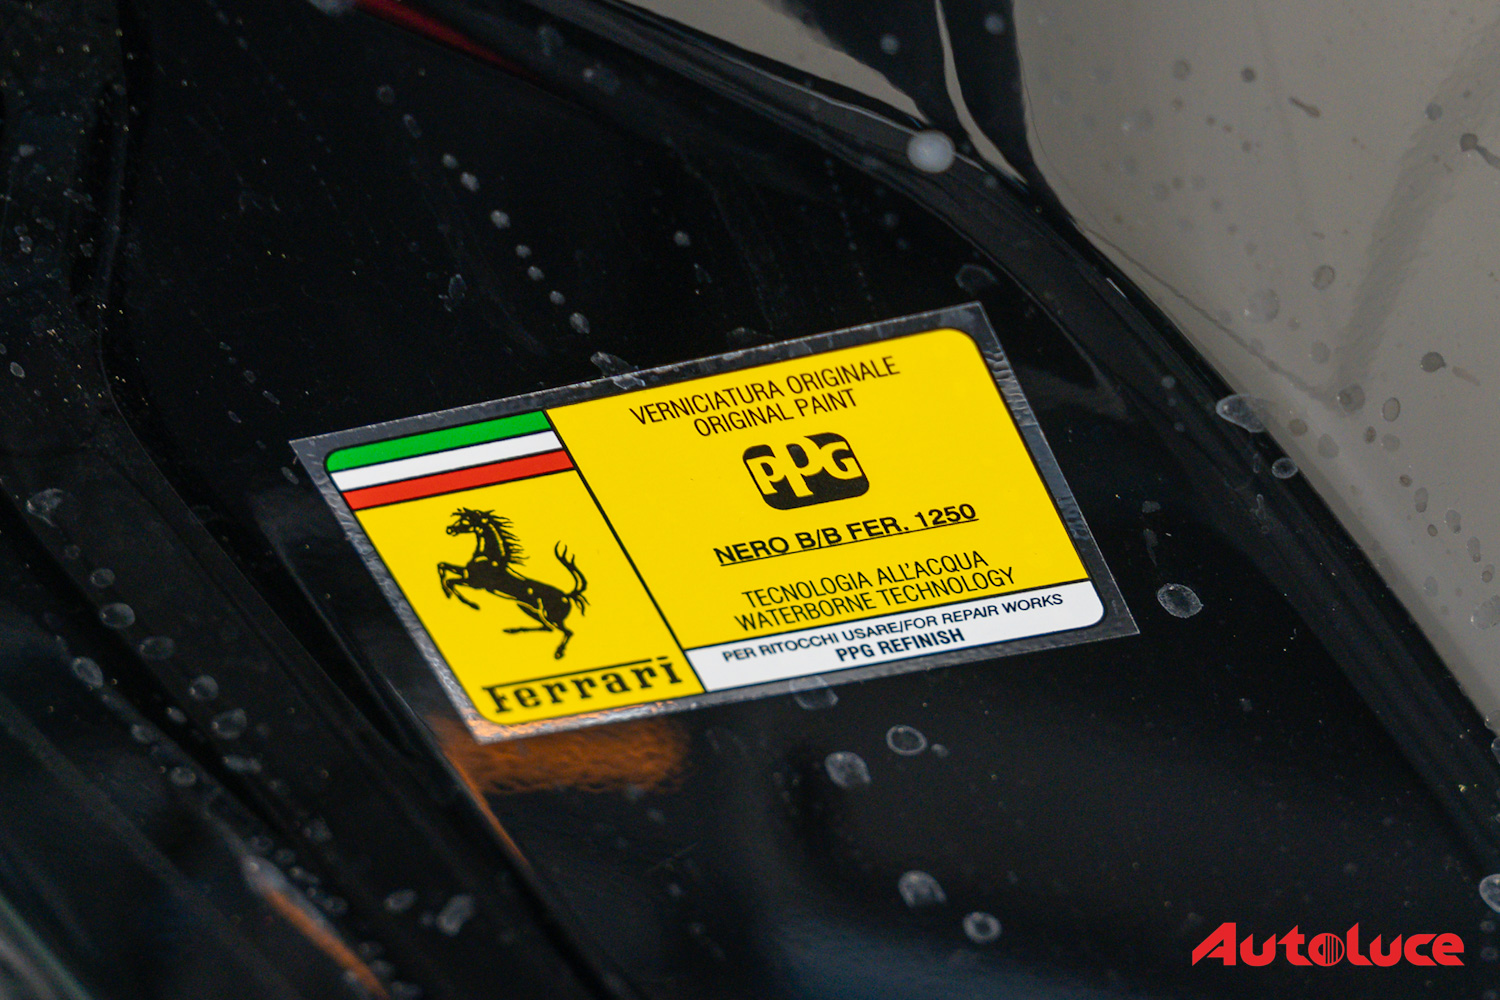 VERNICIATURA ORIGINALE
ORIGINAL PAINT
PPG
NERO B/B FER. 1250
TECNOLOGIA ALL'ACQUA
WATERBORNE TECHNOLOGY
PER RITOCCHI USARE/FOR REPAIR WORKS
PPG REFINISH
Ferrari
Autoluce